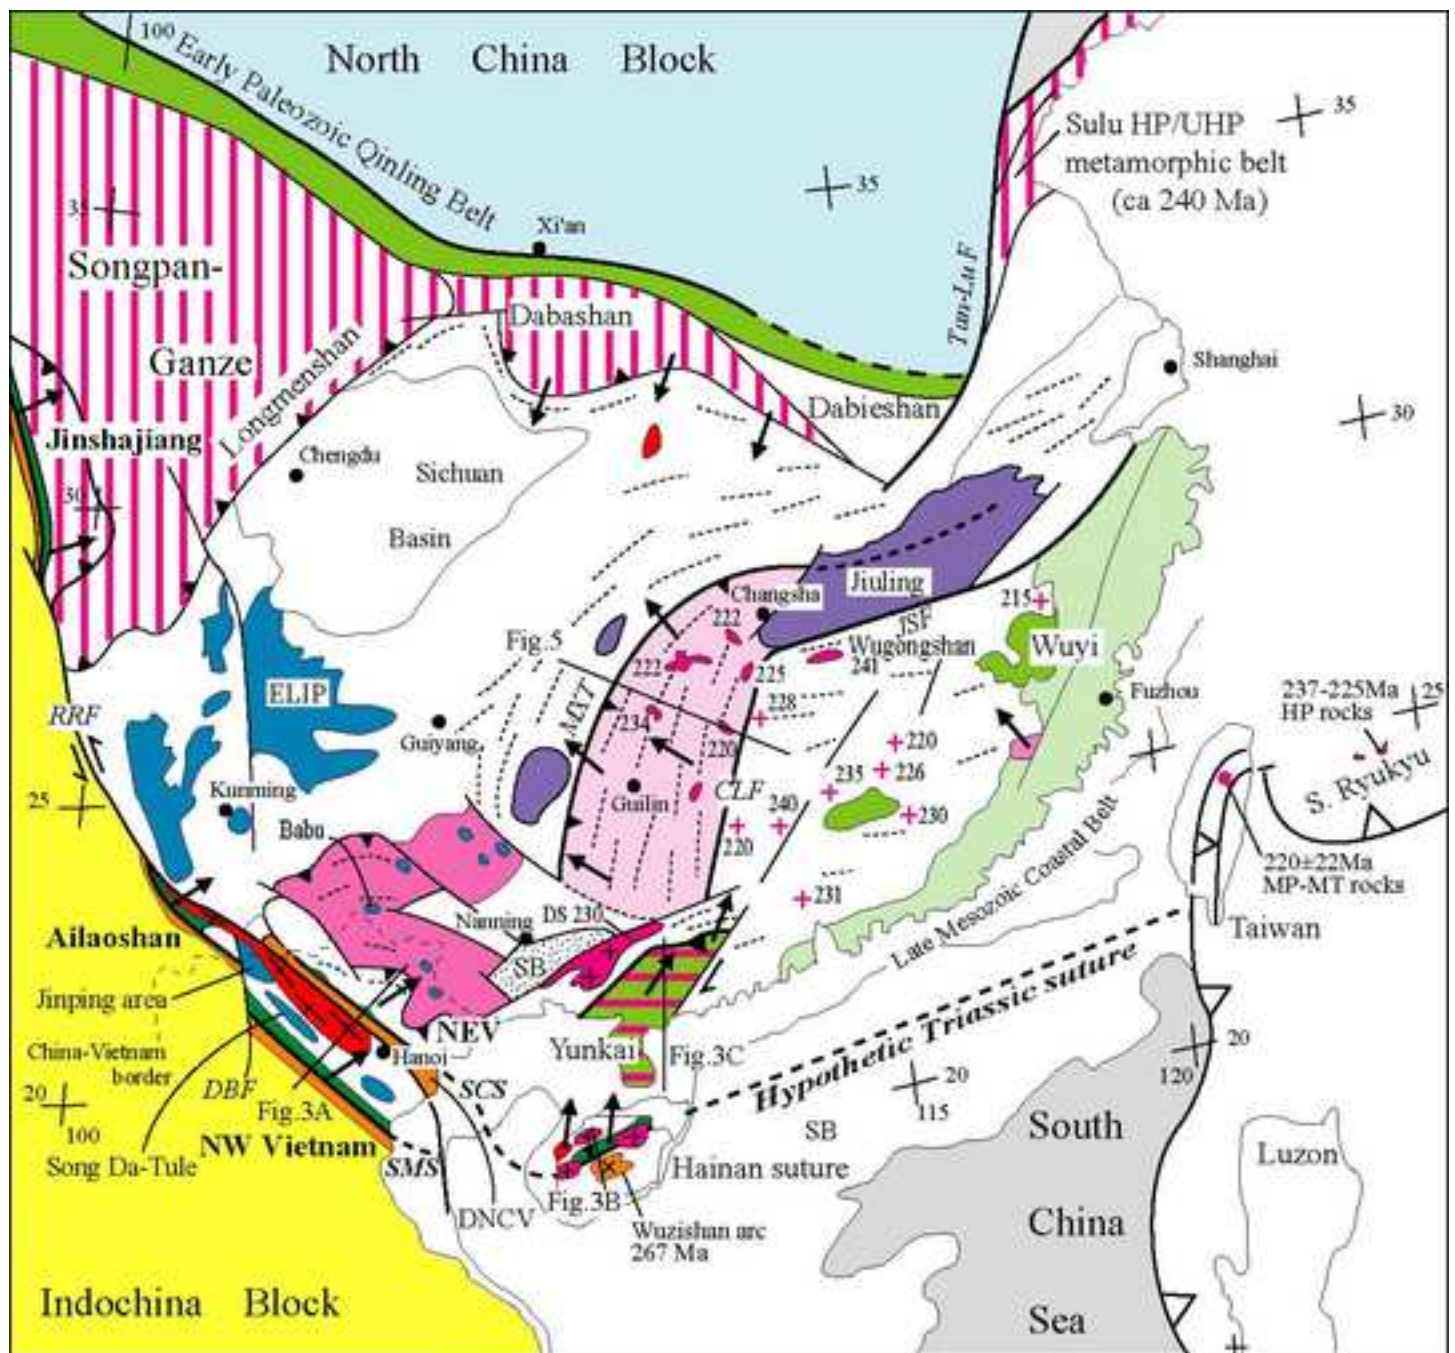 North China Block
100
Early Paleozoic Qinling Belt
35
Sulu HP/UHP
metamorphic belt
(ca 240 Ma)
35
35
Xi'an
Songpan-
Ganze
Dabashan
Tan-Lu F
Longmenshan
Shanghai
Dabieshan
30
Jinshajiang
Chengdu
Sichuan
Basin
30
Jiuling
Changsha
215
JSF
222
Fig.5
Wugongshan
Wuyi
222
225
241
ELIP
MXT
228
Fuzhou
237-225Ma
HP rocks
25
RRF
234
Guiyang
220
220
226
235
S. Ryukyu
25
Kunming
Guilin
CLF
240
230
Babu
220
220±22Ma
MP-MT rocks
231
Nanning
DS 230
Late Mesozoic Coastal Belt
Taiwan
Ailaoshan
SB
Jinping area
Hypothetic Triassic suture
NEV
Yunkai
Fig.3C
20
China-Vietnam
border
Hanoi
DBF
SCS
20
115
120
20
100
Fig.3A
NW Vietnam
Song Da-Tule
SMS
SB
South
China
Sea
Luzon
Hainan suture
Fig.3B
DNCV
Wuzishan arc
267 Ma
Indochina Block